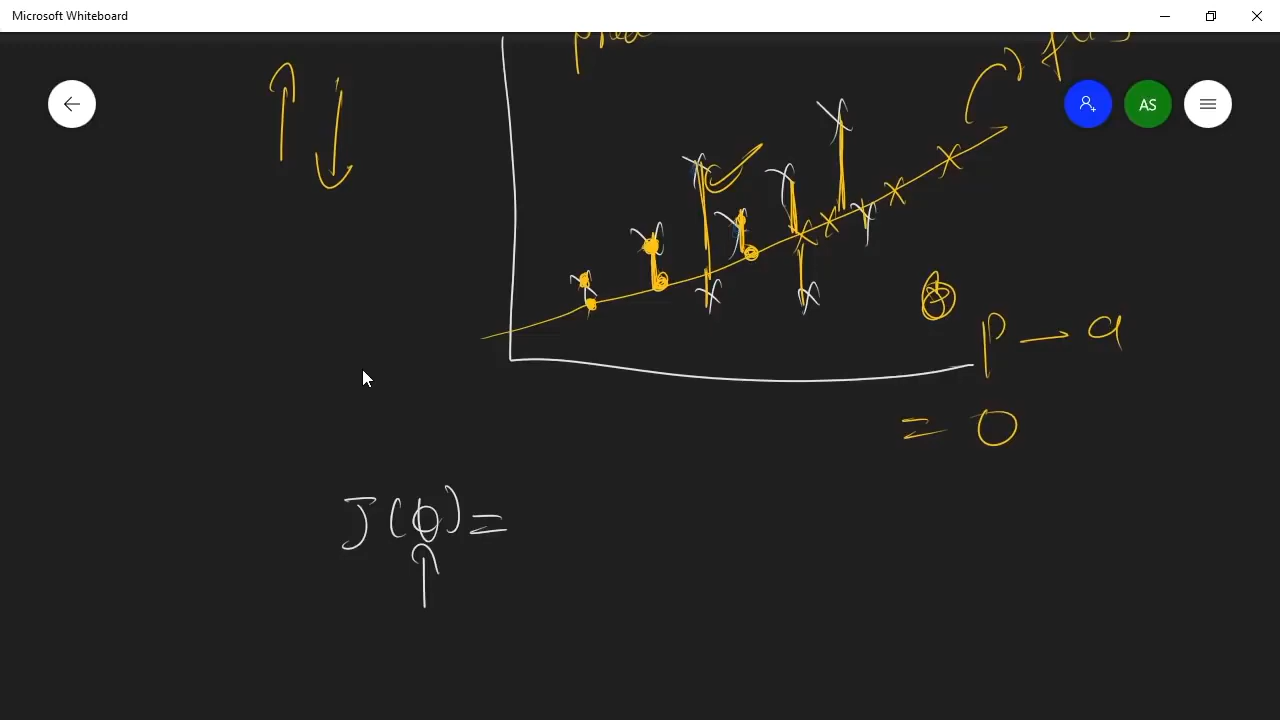 Microsoft Whiteboard
AS
P — a
= 0
J(θ) =